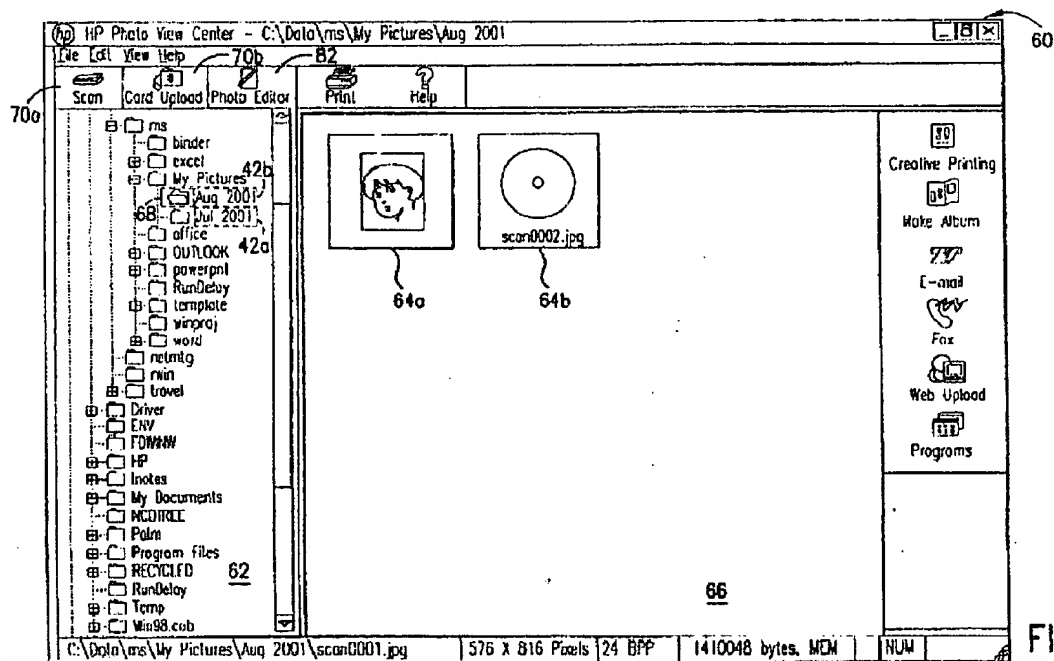 hp HP Photo View Center - C:\Data\ms\My Pictures\Aug 2001
60
File Edit View Help
70b
82
70a
Scan
Card Upload
Photo Editor
Print
Help
ms
binder
excel
My Pictures
42b
68
Aug 2001
Jul 2001
42a
office
OUTLOOK
powerpnt
RunDelay
template
winproj
word
netmtg
rwin
travel
Driver
ENV
HP
Inotes
My Documents
NCDTREE
Palm
Program Files
RECYCLED
RunDelay
Temp
Win98.cab
62
scan0002.jpg
64a
64b
66
Creative Printing
Make Album
E-mail
Fax
Web Upload
Programs
C:\Data\ms\My Pictures\Aug 2001\scan0001.jpg
576 X 816 Pixels
24 BPP
1410048 bytes, MEM
NUM
FI